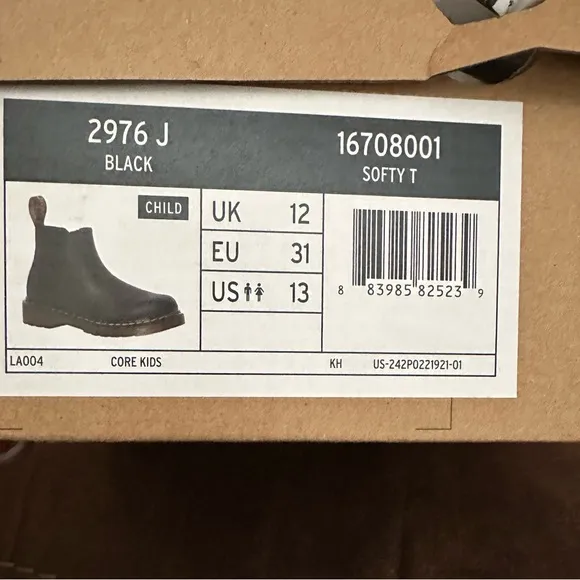 2976 J
BLACK
16708001
SOFTY T
CHILD
UK 12
EU 31
US 13
8 83985 82523 9
LA004 CORE KIDS KH US-242P0221921-01